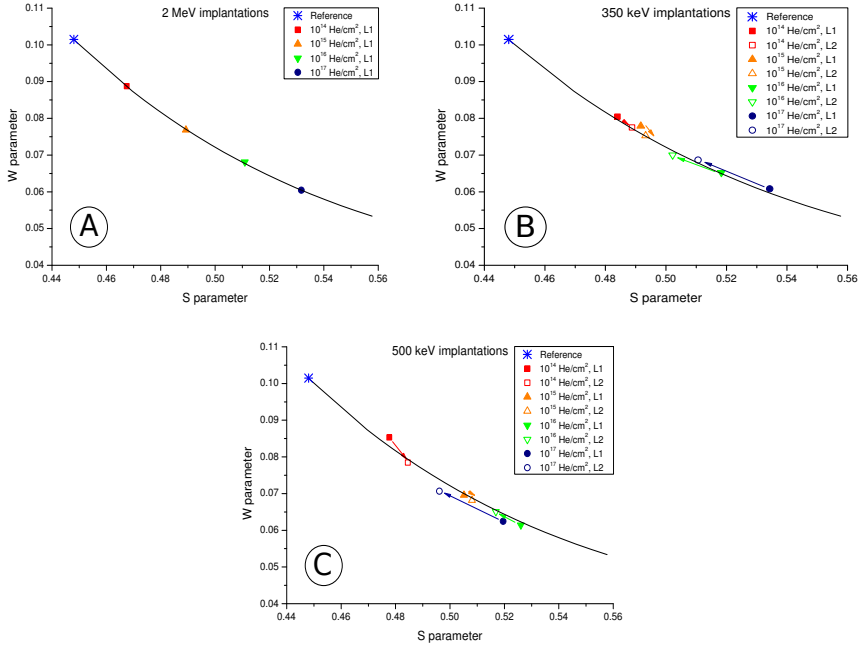 2 MeV implantations
Reference
10¹⁴ He/cm², L1
10¹⁵ He/cm², L1
10¹⁶ He/cm², L1
10¹⁷ He/cm², L1
0.11
0.10
0.09
0.08
0.07
0.06
0.05
0.04
W parameter
A
0.44 0.46 0.48 0.50 0.52 0.54 0.56
S parameter
350 keV implantations
Reference
10¹⁴ He/cm², L1
10¹⁴ He/cm², L2
10¹⁵ He/cm², L1
10¹⁵ He/cm², L2
10¹⁶ He/cm², L1
10¹⁶ He/cm², L2
10¹⁷ He/cm², L1
10¹⁷ He/cm², L2
0.11
0.10
0.09
0.08
0.07
0.06
0.05
0.04
W parameter
B
0.44 0.46 0.48 0.50 0.52 0.54 0.56
S parameter
500 keV implantations
Reference
10¹⁴ He/cm², L1
10¹⁴ He/cm², L2
10¹⁵ He/cm², L1
10¹⁵ He/cm², L2
10¹⁶ He/cm², L1
10¹⁶ He/cm², L2
10¹⁷ He/cm², L1
10¹⁷ He/cm², L2
0.11
0.10
0.09
0.08
0.07
0.06
0.05
0.04
W parameter
C
0.44 0.46 0.48 0.50 0.52 0.54 0.56
S parameter